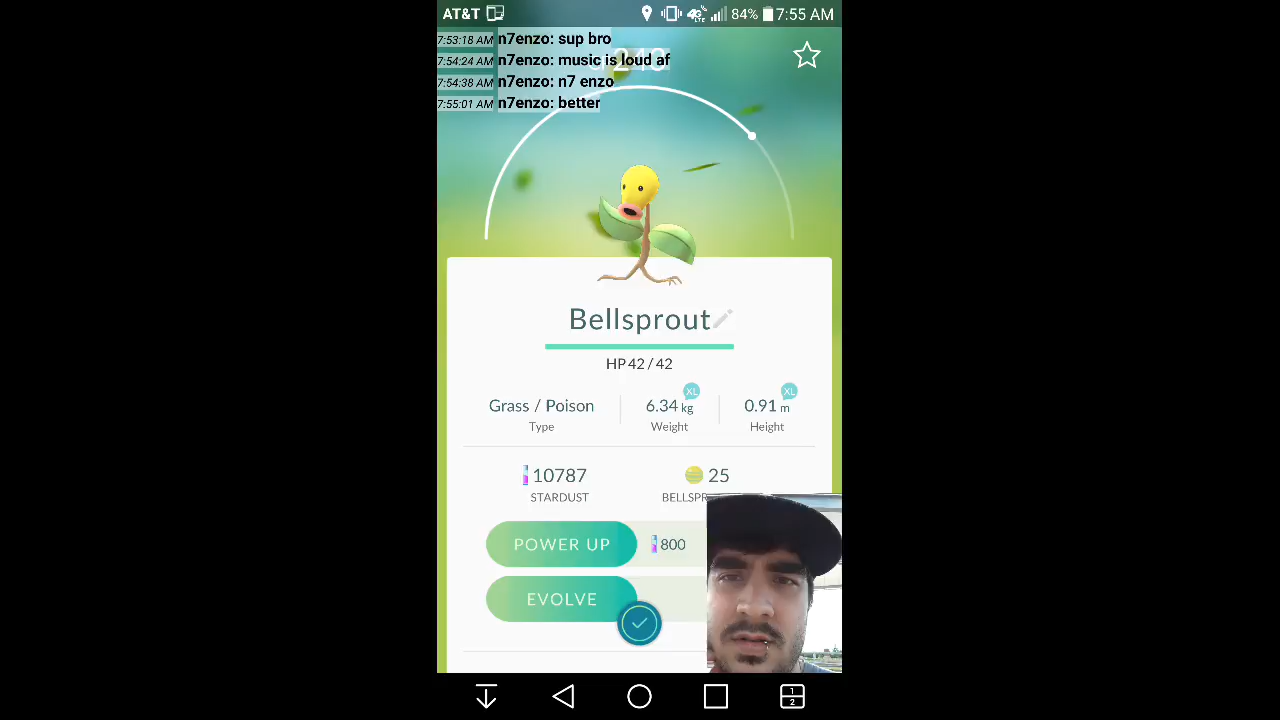 AT&T 84% 7:55 AM
7:53:18 AM n7enzo: sup bro
7:54:24 AM n7enzo: music is loud af
240
7:54:38 AM n7enzo: n7 enzo
7:55:01 AM n7enzo: better
Bellsprout
HP 42 / 42
XL XL
Grass / Poison 6.34 kg 0.91 m
Type Weight Height
10787 25
STARDUST
POWER UP 800
EVOLVE
1
2